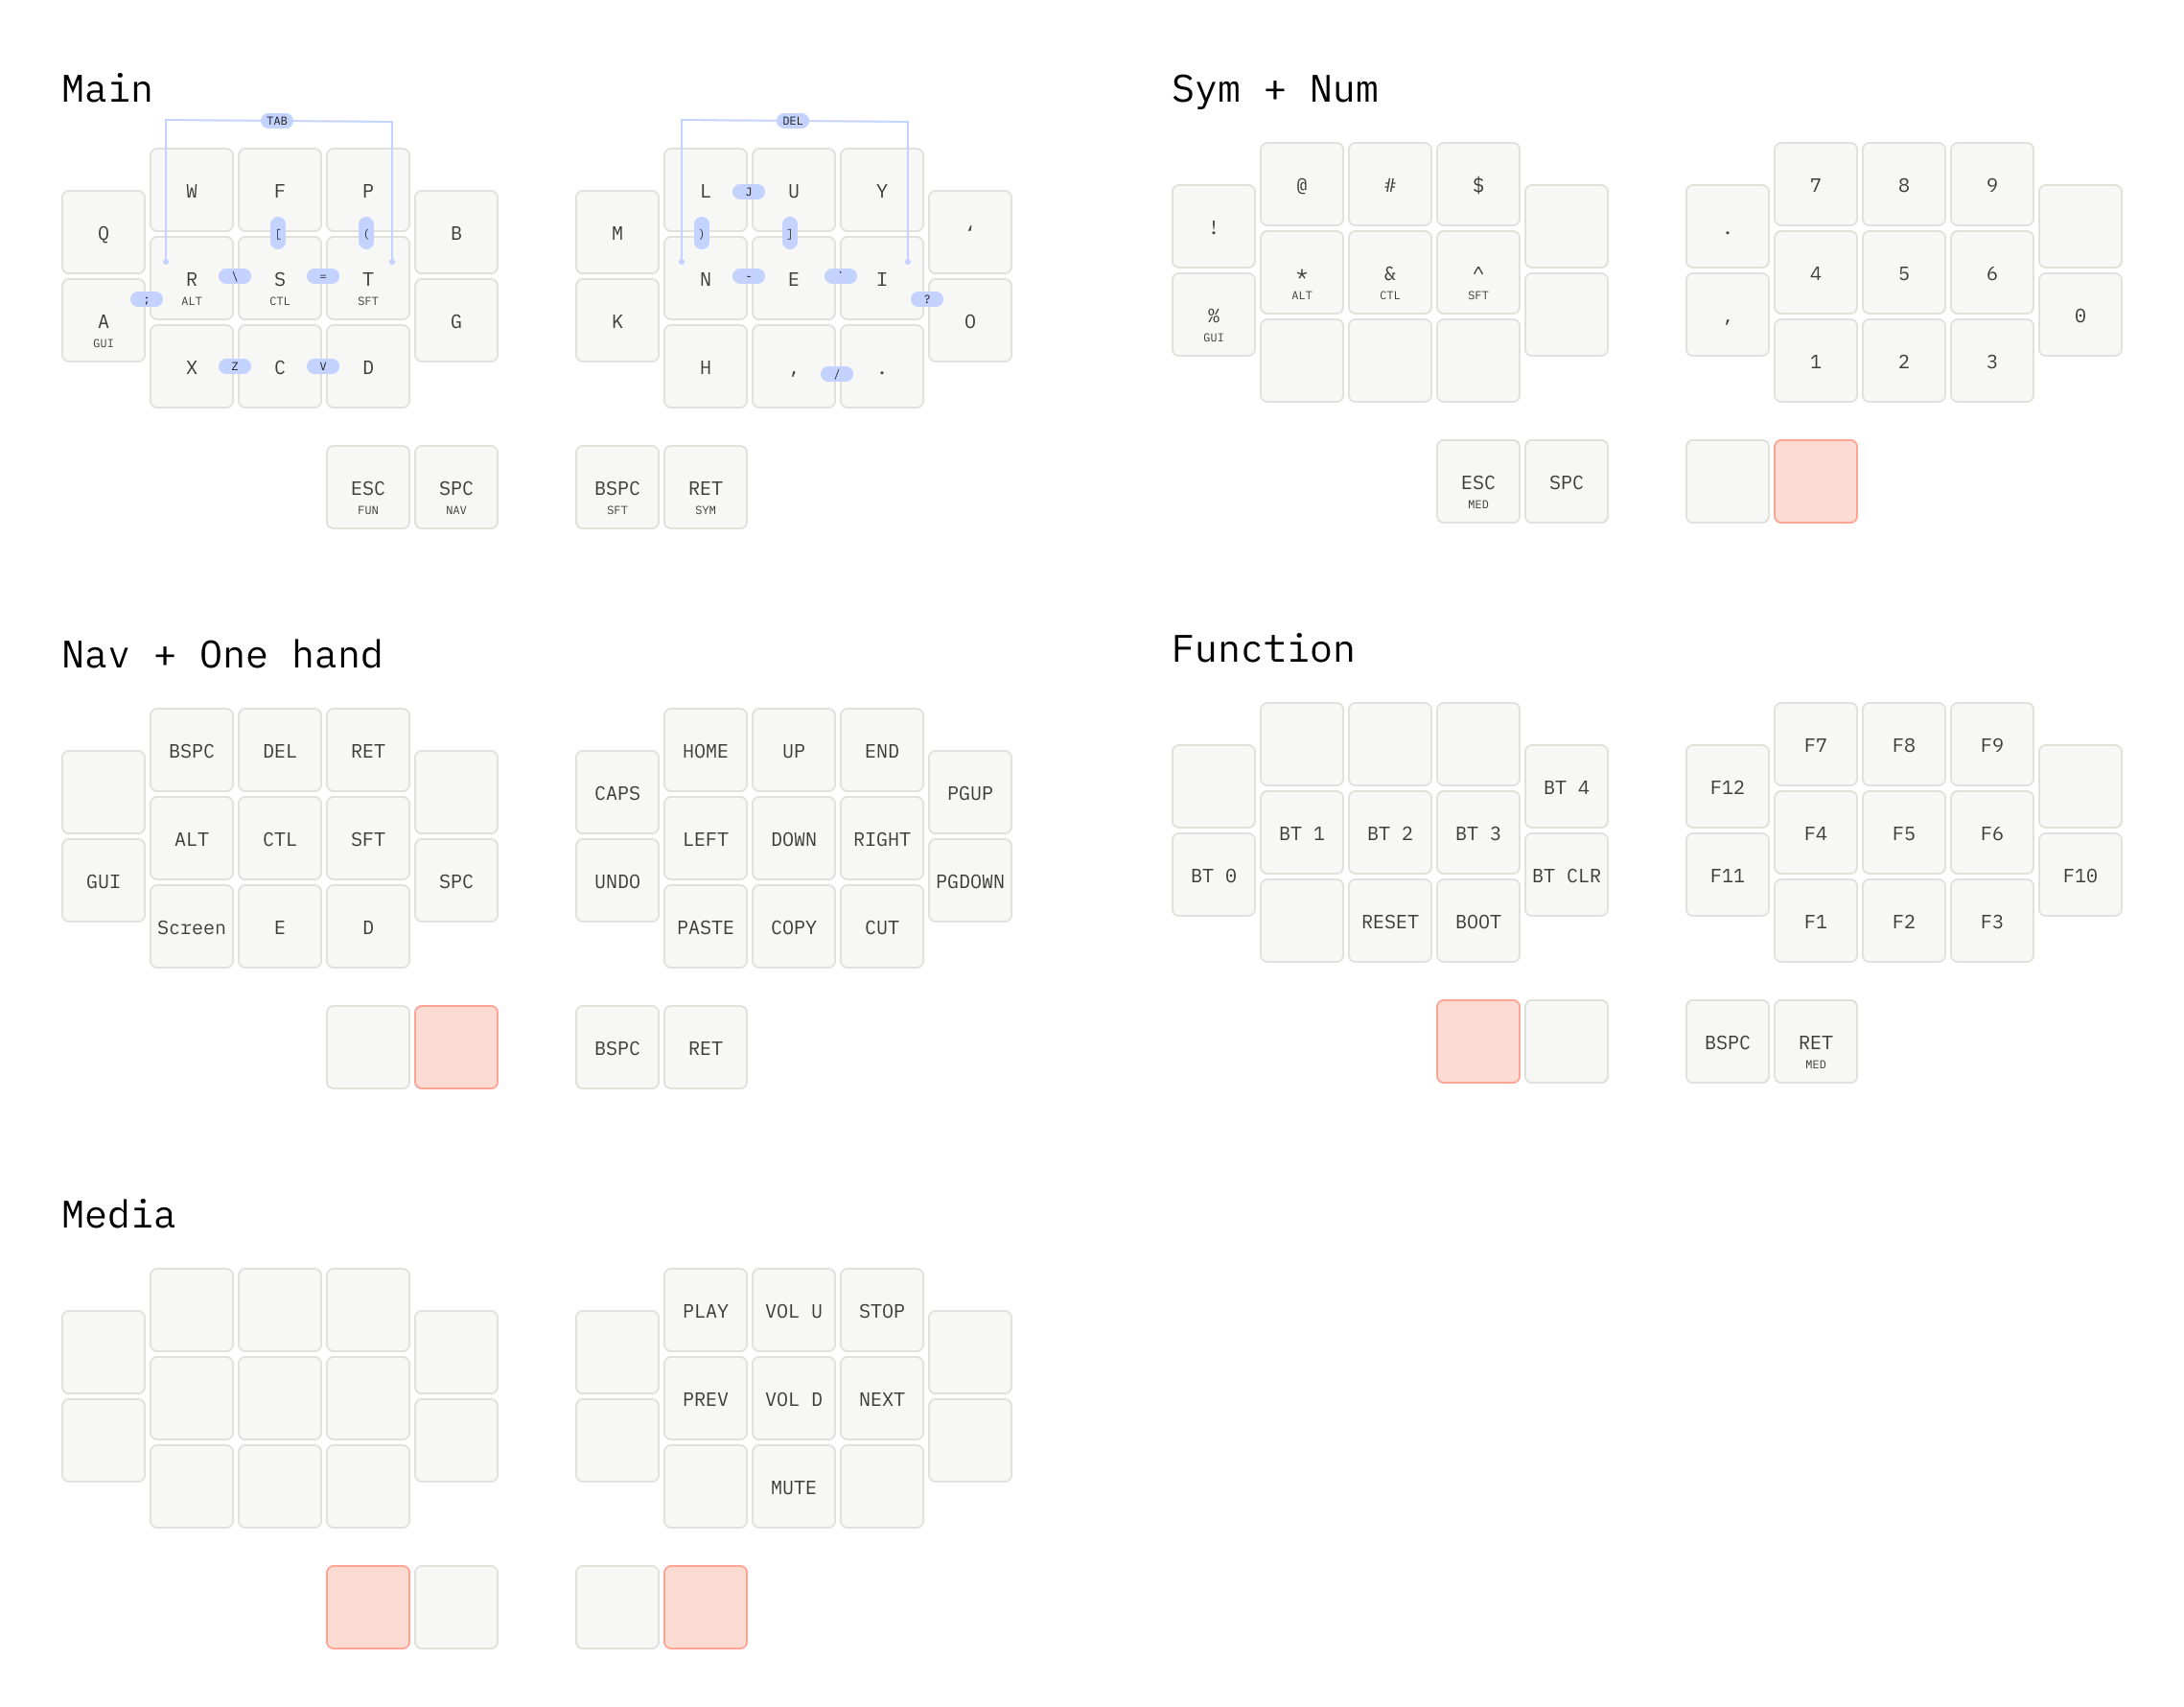 Main
TAB DEL
W F P L J U Y
Q [ ( B M ) ] ‘
R \ S = T N - E ` I
ALT CTL SFT
; ?
A G K O
GUI
X Z C V D H , / .
ESC SPC BSPC RET
FUN NAV SFT SYM
Sym + Num
@ # $ 7 8 9
! .
* & ^ 4 5 6
ALT CTL SFT
% , 0
GUI
1 2 3
ESC SPC
MED
Nav + One hand
BSPC DEL RET HOME UP END
CAPS PGUP
ALT CTL SFT LEFT DOWN RIGHT
GUI SPC UNDO PGDOWN
Screen E D PASTE COPY CUT
BSPC RET
Function
F7 F8 F9
BT 4 F12
BT 1 BT 2 BT 3 F4 F5 F6
BT 0 BT CLR F11 F10
RESET BOOT F1 F2 F3
BSPC RET
MED
Media
PLAY VOL U STOP
PREV VOL D NEXT
MUTE